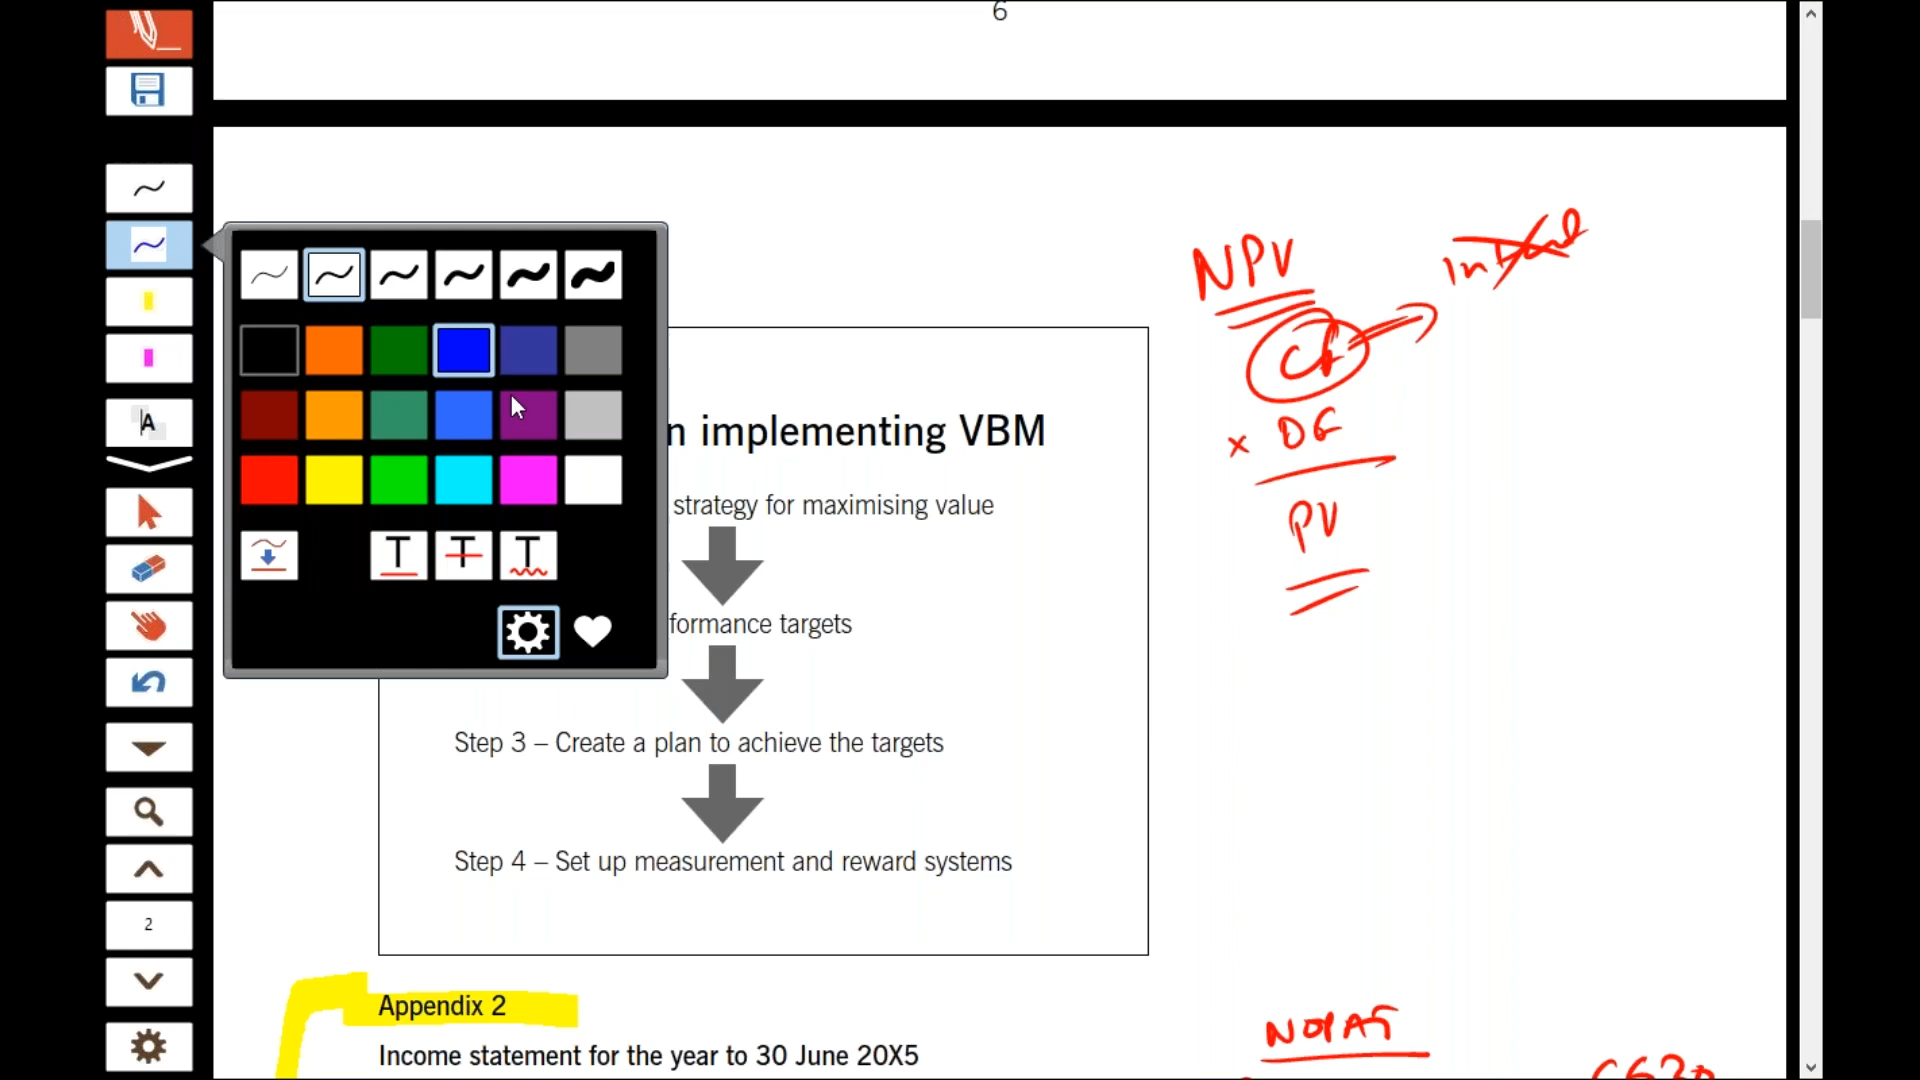 6
NPV
CF
× DF
PV
n implementing VBM
strategy for maximising value
formance targets
Step 3 – Create a plan to achieve the targets
Step 4 – Set up measurement and reward systems
Appendix 2
Income statement for the year to 30 June 20X5
NOPAT
A
T
T
T
2